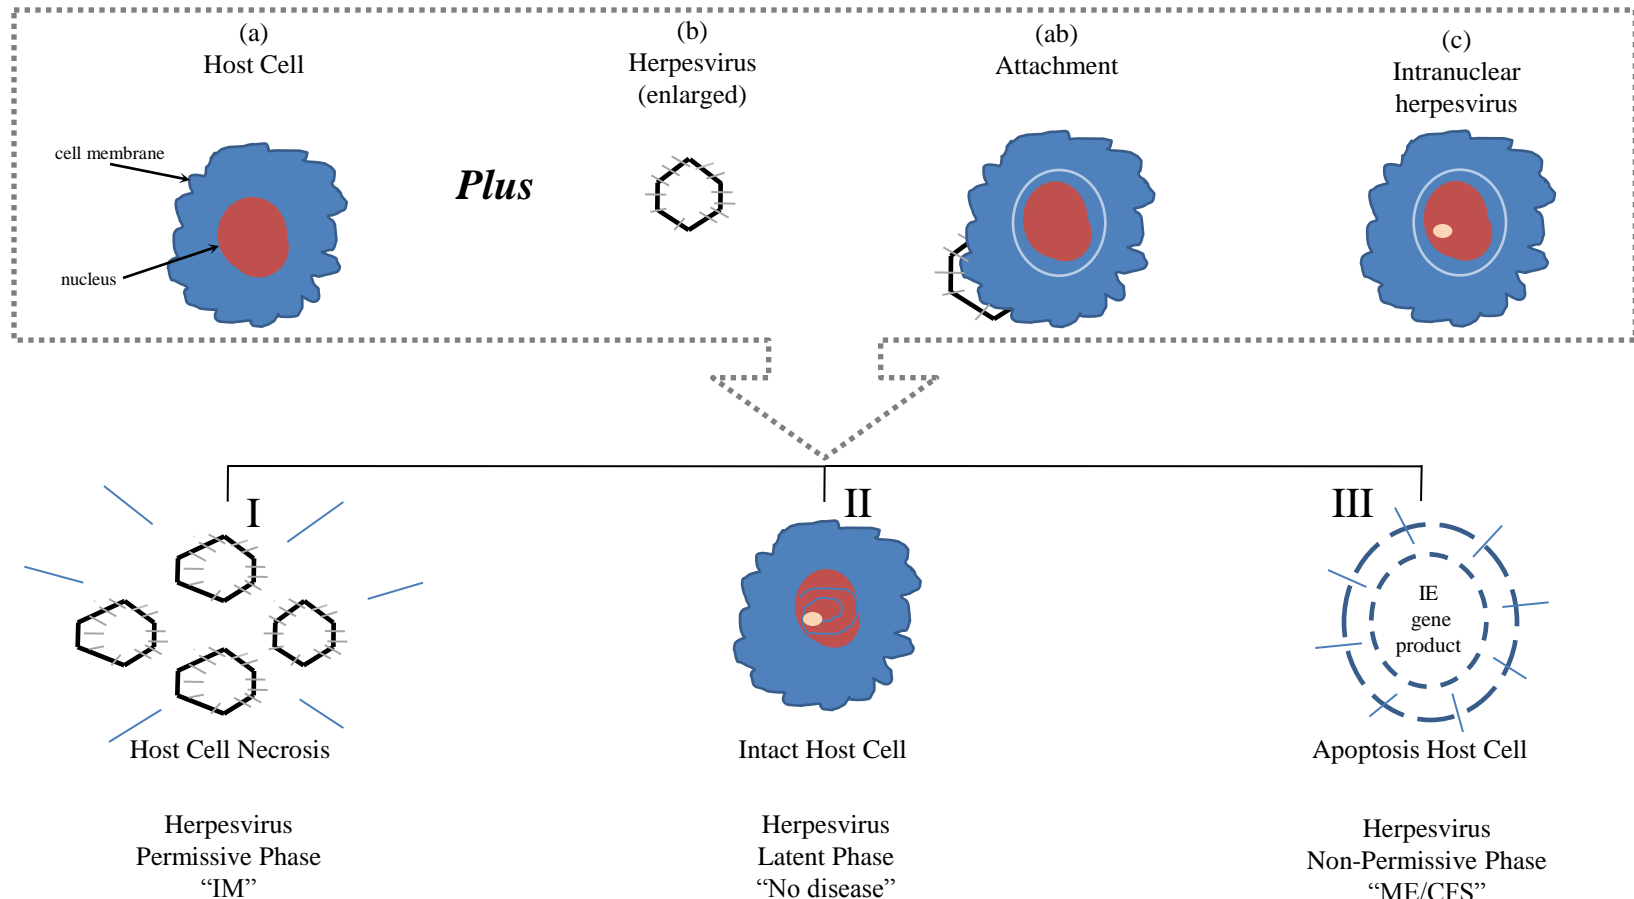 (a)
Host Cell
(b)
Herpesvirus
(enlarged)
(ab)
Attachment
(c)
Intranuclear
herpesvirus
cell membrane
nucleus
Plus
I
II
III
IE
gene
product
Host Cell Necrosis
Intact Host Cell
Apoptosis Host Cell
Herpesvirus
Permissive Phase
“IM”
Herpesvirus
Latent Phase
“No disease”
Herpesvirus
Non-Permissive Phase
“ME/CFS”